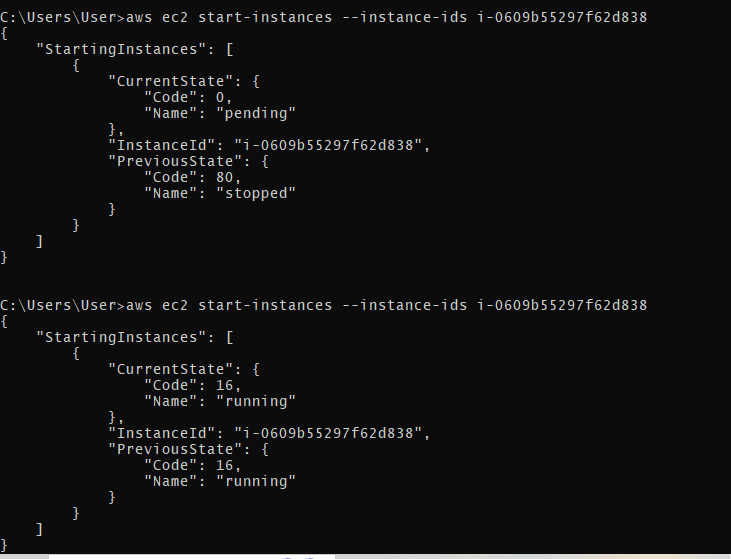 C:\Users\User>aws ec2 start-instances --instance-ids i-0609b55297f62d838
{
    "StartingInstances": [
        {
            "CurrentState": {
                "Code": 0,
                "Name": "pending"
            },
            "InstanceId": "i-0609b55297f62d838",
            "PreviousState": {
                "Code": 80,
                "Name": "stopped"
            }
        }
    ]
}
C:\Users\User>aws ec2 start-instances --instance-ids i-0609b55297f62d838
{
    "StartingInstances": [
        {
            "CurrentState": {
                "Code": 16,
                "Name": "running"
            },
            "InstanceId": "i-0609b55297f62d838",
            "PreviousState": {
                "Code": 16,
                "Name": "running"
            }
        }
    ]
}